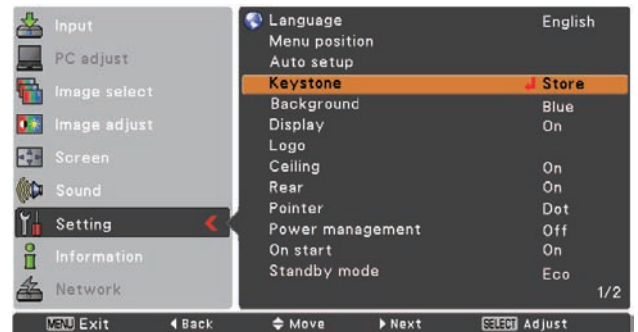 Input
PC adjust
Image select
Image adjust
Screen
Sound
Setting
Information
Network
Language English
Menu position
Auto setup
Keystone Store
Background Blue
Display On
Logo
Ceiling On
Rear On
Pointer Dot
Power management Off
On start On
Standby mode Eco
1/2
MENU Exit Back Move Next SELECT Adjust